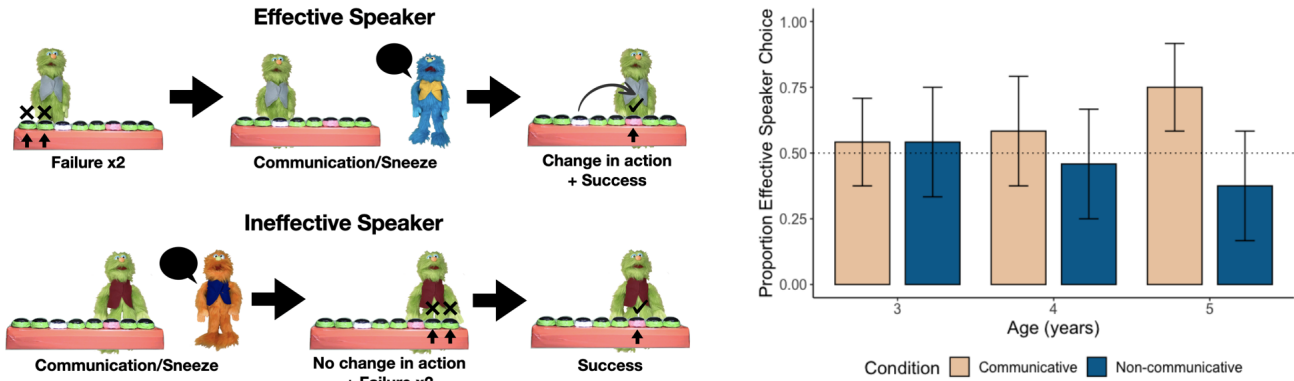 Effective Speaker
Failure x2
Communication/Sneeze
Change in action
+ Success
Ineffective Speaker
Communication/Sneeze
No change in action
+ Failure x2
Success
Proportion Effective Speaker Choice
1.00
0.75
0.50
0.25
0.00
3
4
5
Age (years)
Condition
Communicative
Non-communicative